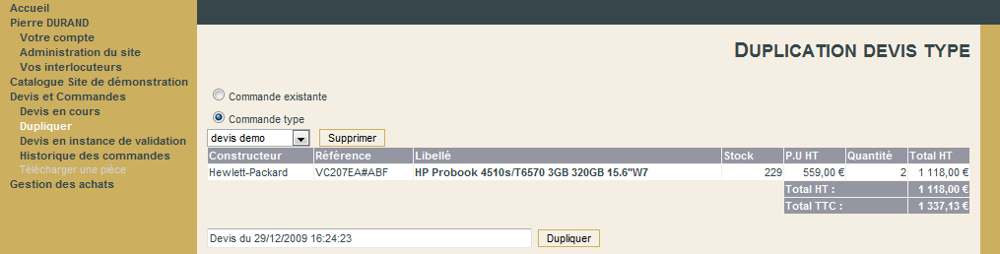 Accueil
Pierre DURAND
Votre compte
Administration du site
Vos interlocuteurs
Catalogue Site de démonstration
Devis et Commandes
Devis en cours
Dupliquer
Devis en instance de validation
Historique des commandes
Télécharger une pièce
Gestion des achats
DUPLICATION DEVIS TYPE
Commande existante
Commande type
devis demo Supprimer
Constructeur Référence Libellé Stock P.U HT Quantité Total HT
Hewlett-Packard VC207EA#ABF HP Probook 4510s/T6570 3GB 320GB 15.6"W7 229 559,00 € 2 1 118,00 €
Total HT : 1 118,00 €
Total TTC : 1 337,13 €
Devis du 29/12/2009 16:24:23 Dupliquer